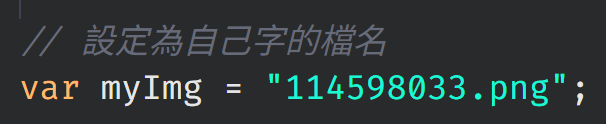 // 設定為自己字的檔名
var myImg = "114598033.png";